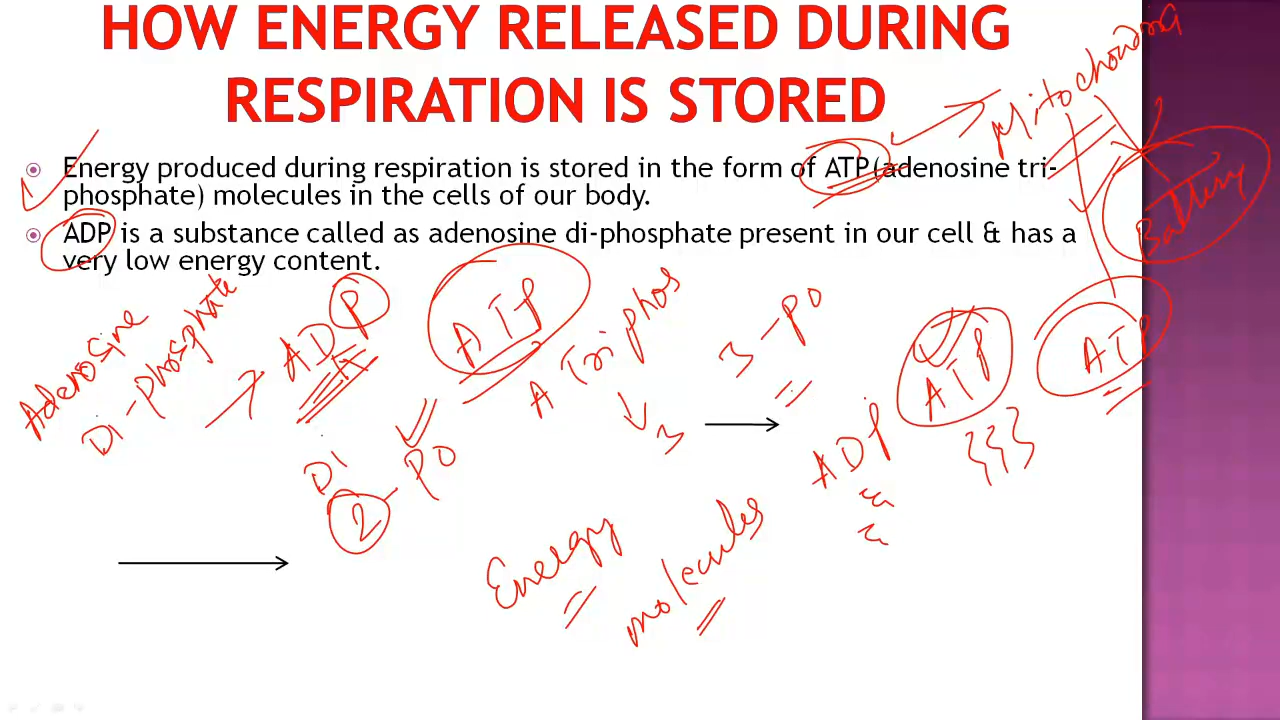 HOW ENERGY RELEASED DURING
RESPIRATION IS STORED
Mitochondria
Energy produced during respiration is stored in the form of ATP(adenosine tri-
phosphate) molecules in the cells of our body.
Battery
ADP is a substance called as adenosine di-phosphate present in our cell & has a
very low energy content.
Adenosine
Di-phosphate
ADP
ATP
A Triphos
3
3-PO
ATP
ATP
ADP
Di
2-PO
Energy
molecules